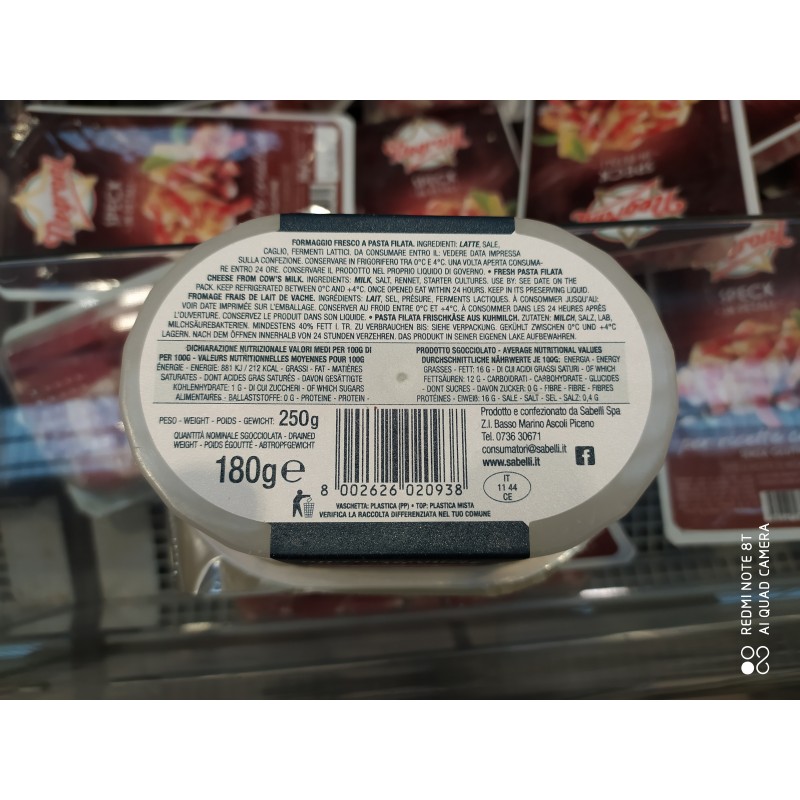 SPECK
SPECK
FORMAGGIO FRESCO A PASTA FILATA. INGREDIENTI: LATTE, SALE,
CAGLIO, FERMENTI LATTICI. DA CONSUMARE ENTRO IL: VEDERE DATA IMPRESSA
SULLA CONFEZIONE. CONSERVARE IN FRIGORIFERO TRA 0°C E 4°C. UNA VOLTA APERTA CONSUMA-
RE ENTRO 24 ORE. CONSERVARE IL PRODOTTO NEL PROPRIO LIQUIDO DI GOVERNO. • FRESH PASTA FILATA
CHEESE FROM COW'S MILK. INGREDIENTS: MILK, SALT, RENNET, STARTER CULTURES. USE BY: SEE DATE ON THE
PACK. KEEP REFRIGERATED BETWEEN 0°C AND +4°C. ONCE OPENED EAT WITHIN 24 HOURS. KEEP IN ITS PRESERVING LIQUID.
FROMAGE FRAIS DE LAIT DE VACHE. INGRÉDIENTS: LAIT, SEL, PRÉSURE, FERMENTS LACTIQUES. À CONSOMMER JUSQU'AU:
VOIR DATE IMPRIMÉE SUR L'EMBALLAGE. CONSERVER AU FROID ENTRE 0°C ET +4°C. À CONSOMMER DANS LES 24 HEURES APRÈS
L'OUVERTURE. CONSERVEZ LE PRODUIT DANS SON LIQUIDE. • PASTA FILATA FRISCHKÄSE AUS KUHMILCH. ZUTATEN: MILCH, SALZ, LAB,
MILCHSÄUREBAKTERIEN. MINDESTENS 40% FETT I. TR. ZU VERBRAUCHEN BIS: SIEHE VERPACKUNG. GEKÜHLT ZWISCHEN 0°C UND +4°C
LAGERN. NACH DEM ÖFFNEN INNERHALB VON 24 STUNDEN VERZEHREN. DAS PRODUKT IN SEINER EIGENEN LAKE AUFBEWAHREN.
DICHIARAZIONE NUTRIZIONALE VALORI MEDI PER 100G DI PRODOTTO SGOCCIOLATO - AVERAGE NUTRITIONAL VALUES
PER 100G - VALEURS NUTRITIONNELLES MOYENNES POUR 100G DURCHSCHNITTLICHEN NÄHRWERTE JE 100G: ENERGIA - ENERGY
ÉNERGIE - ENERGIE: 881 KJ / 212 KCAL - GRASSI - FAT - MATIÈRES GRASSES - FETT: 16 G - DI CUI ACIDI GRASSI SATURI - OF WHICH
SATURATES - DONT ACIDES GRAS SATURÉS - DAVON GESÄTTIGTE FETTSÄUREN: 12 G - CARBOIDRATI - CARBOHYDRATE - GLUCIDES
KOHLENHYDRATE: 1 G - DI CUI ZUCCHERI - OF WHICH SUGARS - DONT SUCRES - DAVON ZUCKER: 0 G - FIBRE - FIBRE - FIBRES
ALIMENTAIRES - BALLASTSTOFFE: 0 G - PROTEINE - PROTEIN - PROTÉINES - EIWEIß: 16 G - SALE - SALT - SEL - SALZ: 0,4 G
PESO - WEIGHT - POIDS - GEWICHT: 250g
QUANTITÀ NOMINALE SGOCCIOLATA - DRAINED
WEIGHT - POIDS ÉGOUTTÉ - ABTROPFGEWICHT
180g e
8 002626 020938
Prodotto e confezionato da Sabelli Spa
Z.I. Basso Marino Ascoli Piceno
Tel. 0736 30671
consumatori@sabelli.it
www.sabelli.it
f
IT
11 44
CE
VASCHETTA: PLASTICA (PP) • TOP: PLASTICA MISTA
VERIFICA LA RACCOLTA DIFFERENZIATA NEL TUO COMUNE
REDMI NOTE 8T
AI QUAD CAMERA